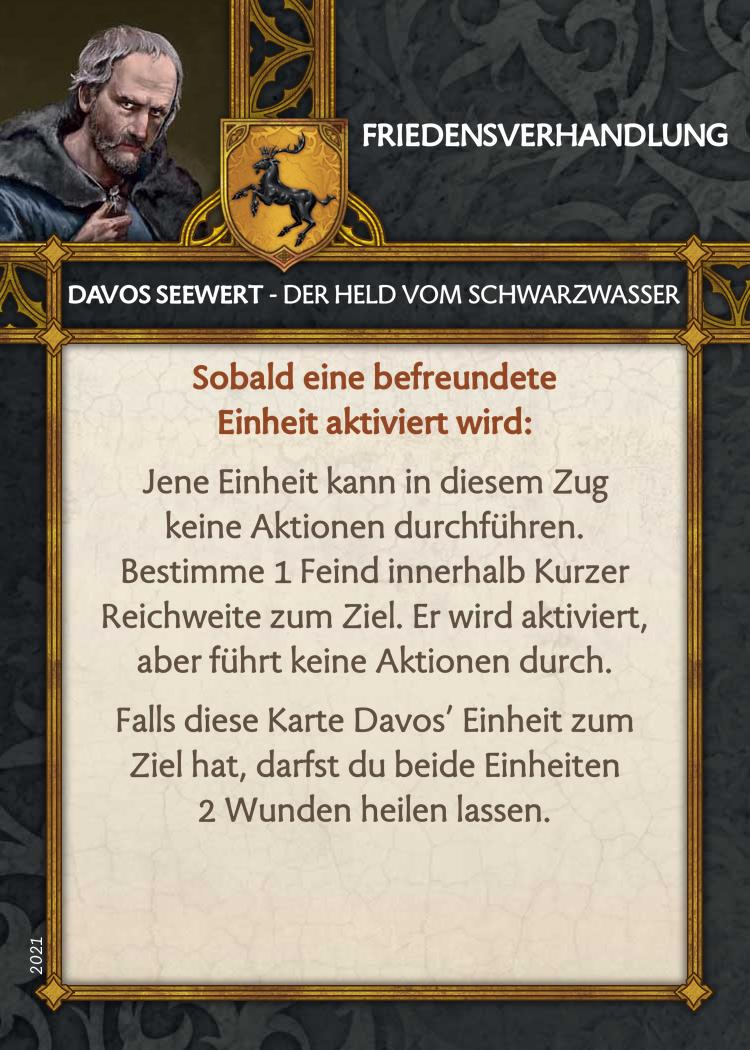 FRIEDENSVERHANDLUNG
DAVOS SEEWERT - DER HELD VOM SCHWARZWASSER
Sobald eine befreundete
Einheit aktiviert wird:
Jene Einheit kann in diesem Zug
keine Aktionen durchführen.
Bestimme 1 Feind innerhalb Kurzer
Reichweite zum Ziel. Er wird aktiviert,
aber führt keine Aktionen durch.
Falls diese Karte Davos’ Einheit zum
Ziel hat, darfst du beide Einheiten
2 Wunden heilen lassen.
2021